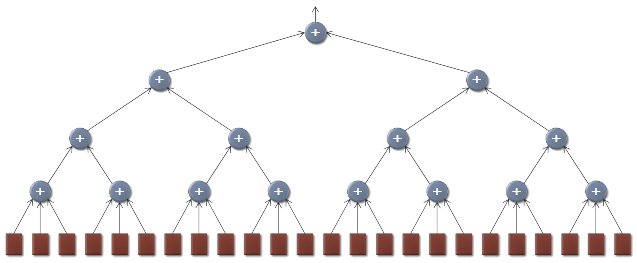 +
+ +
+ + + +
+ + + + + + + +